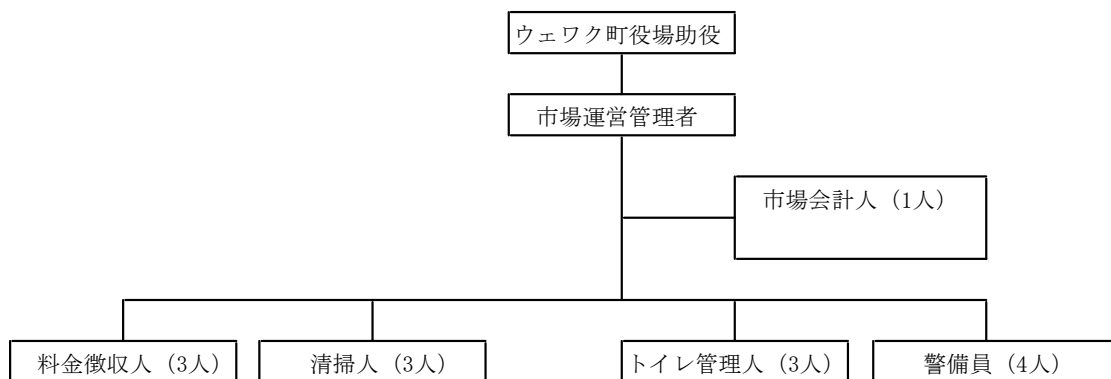 ウェワク町役場助役
市場運営管理者
市場会計人（1人）
料金徴収人（3人）
清掃人（3人）
トイレ管理人（3人）
警備員（4人）